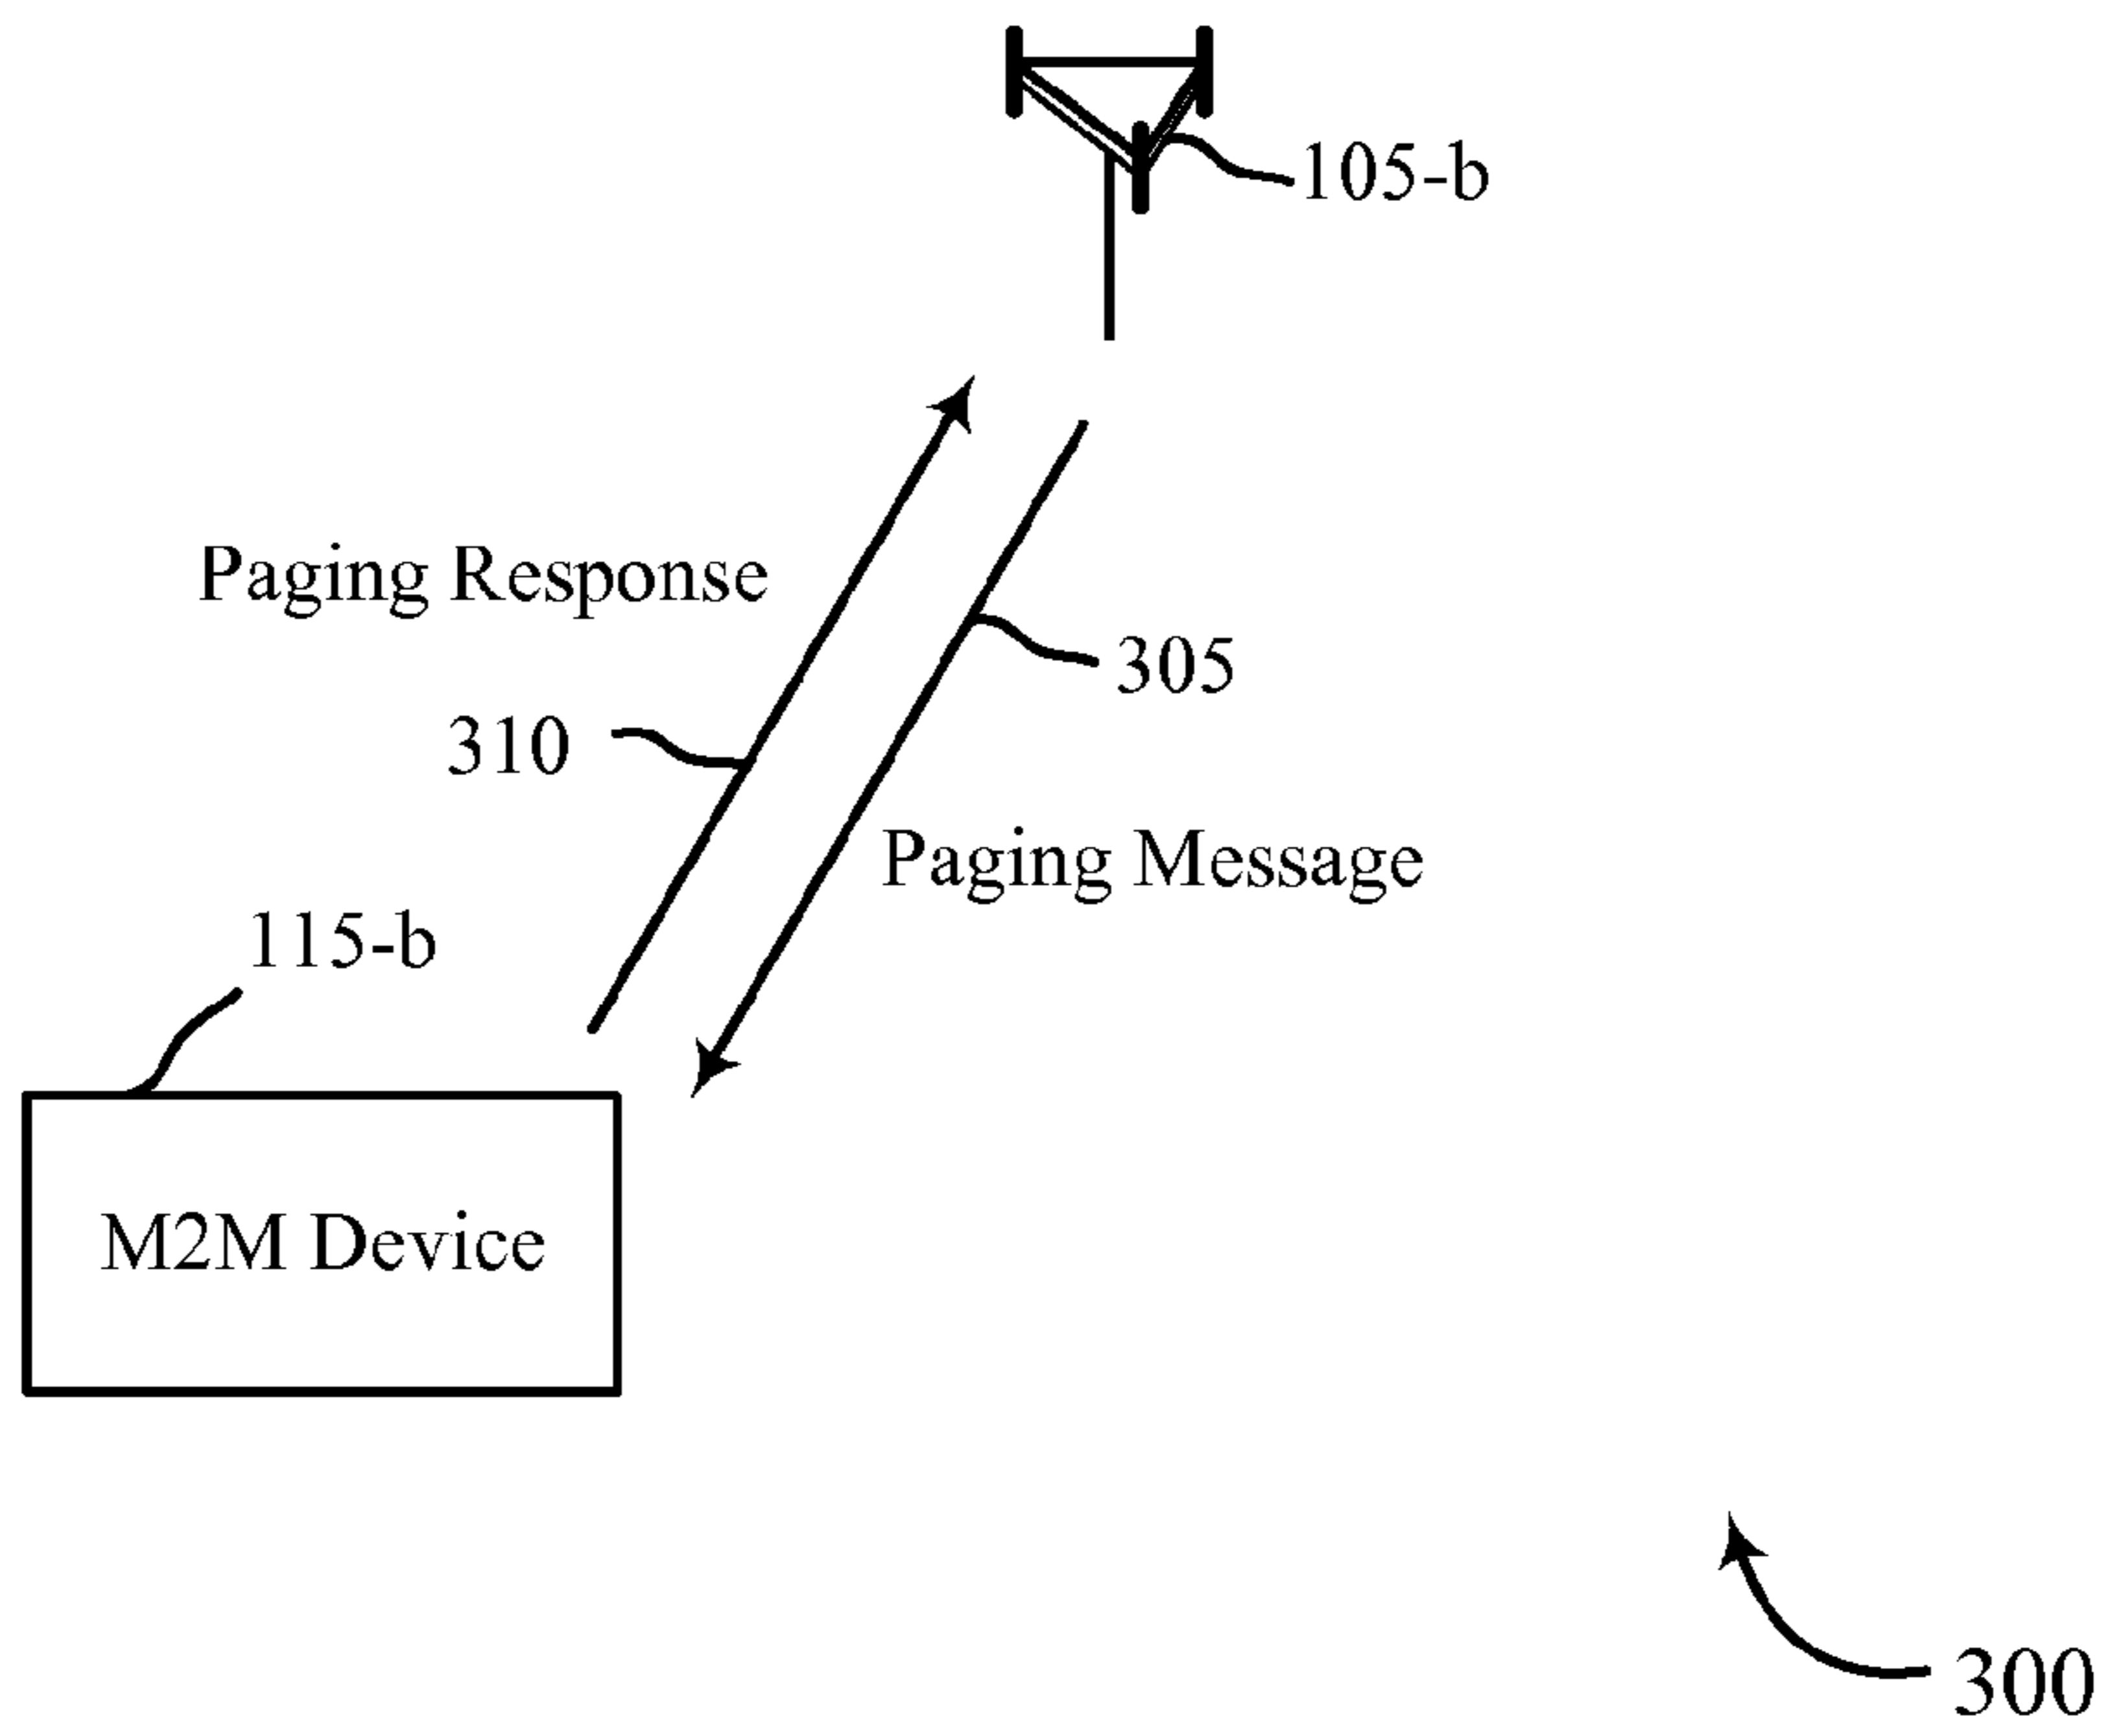 105-b
Paging Response
305
310
Paging Message
115-b
M2M Device
300